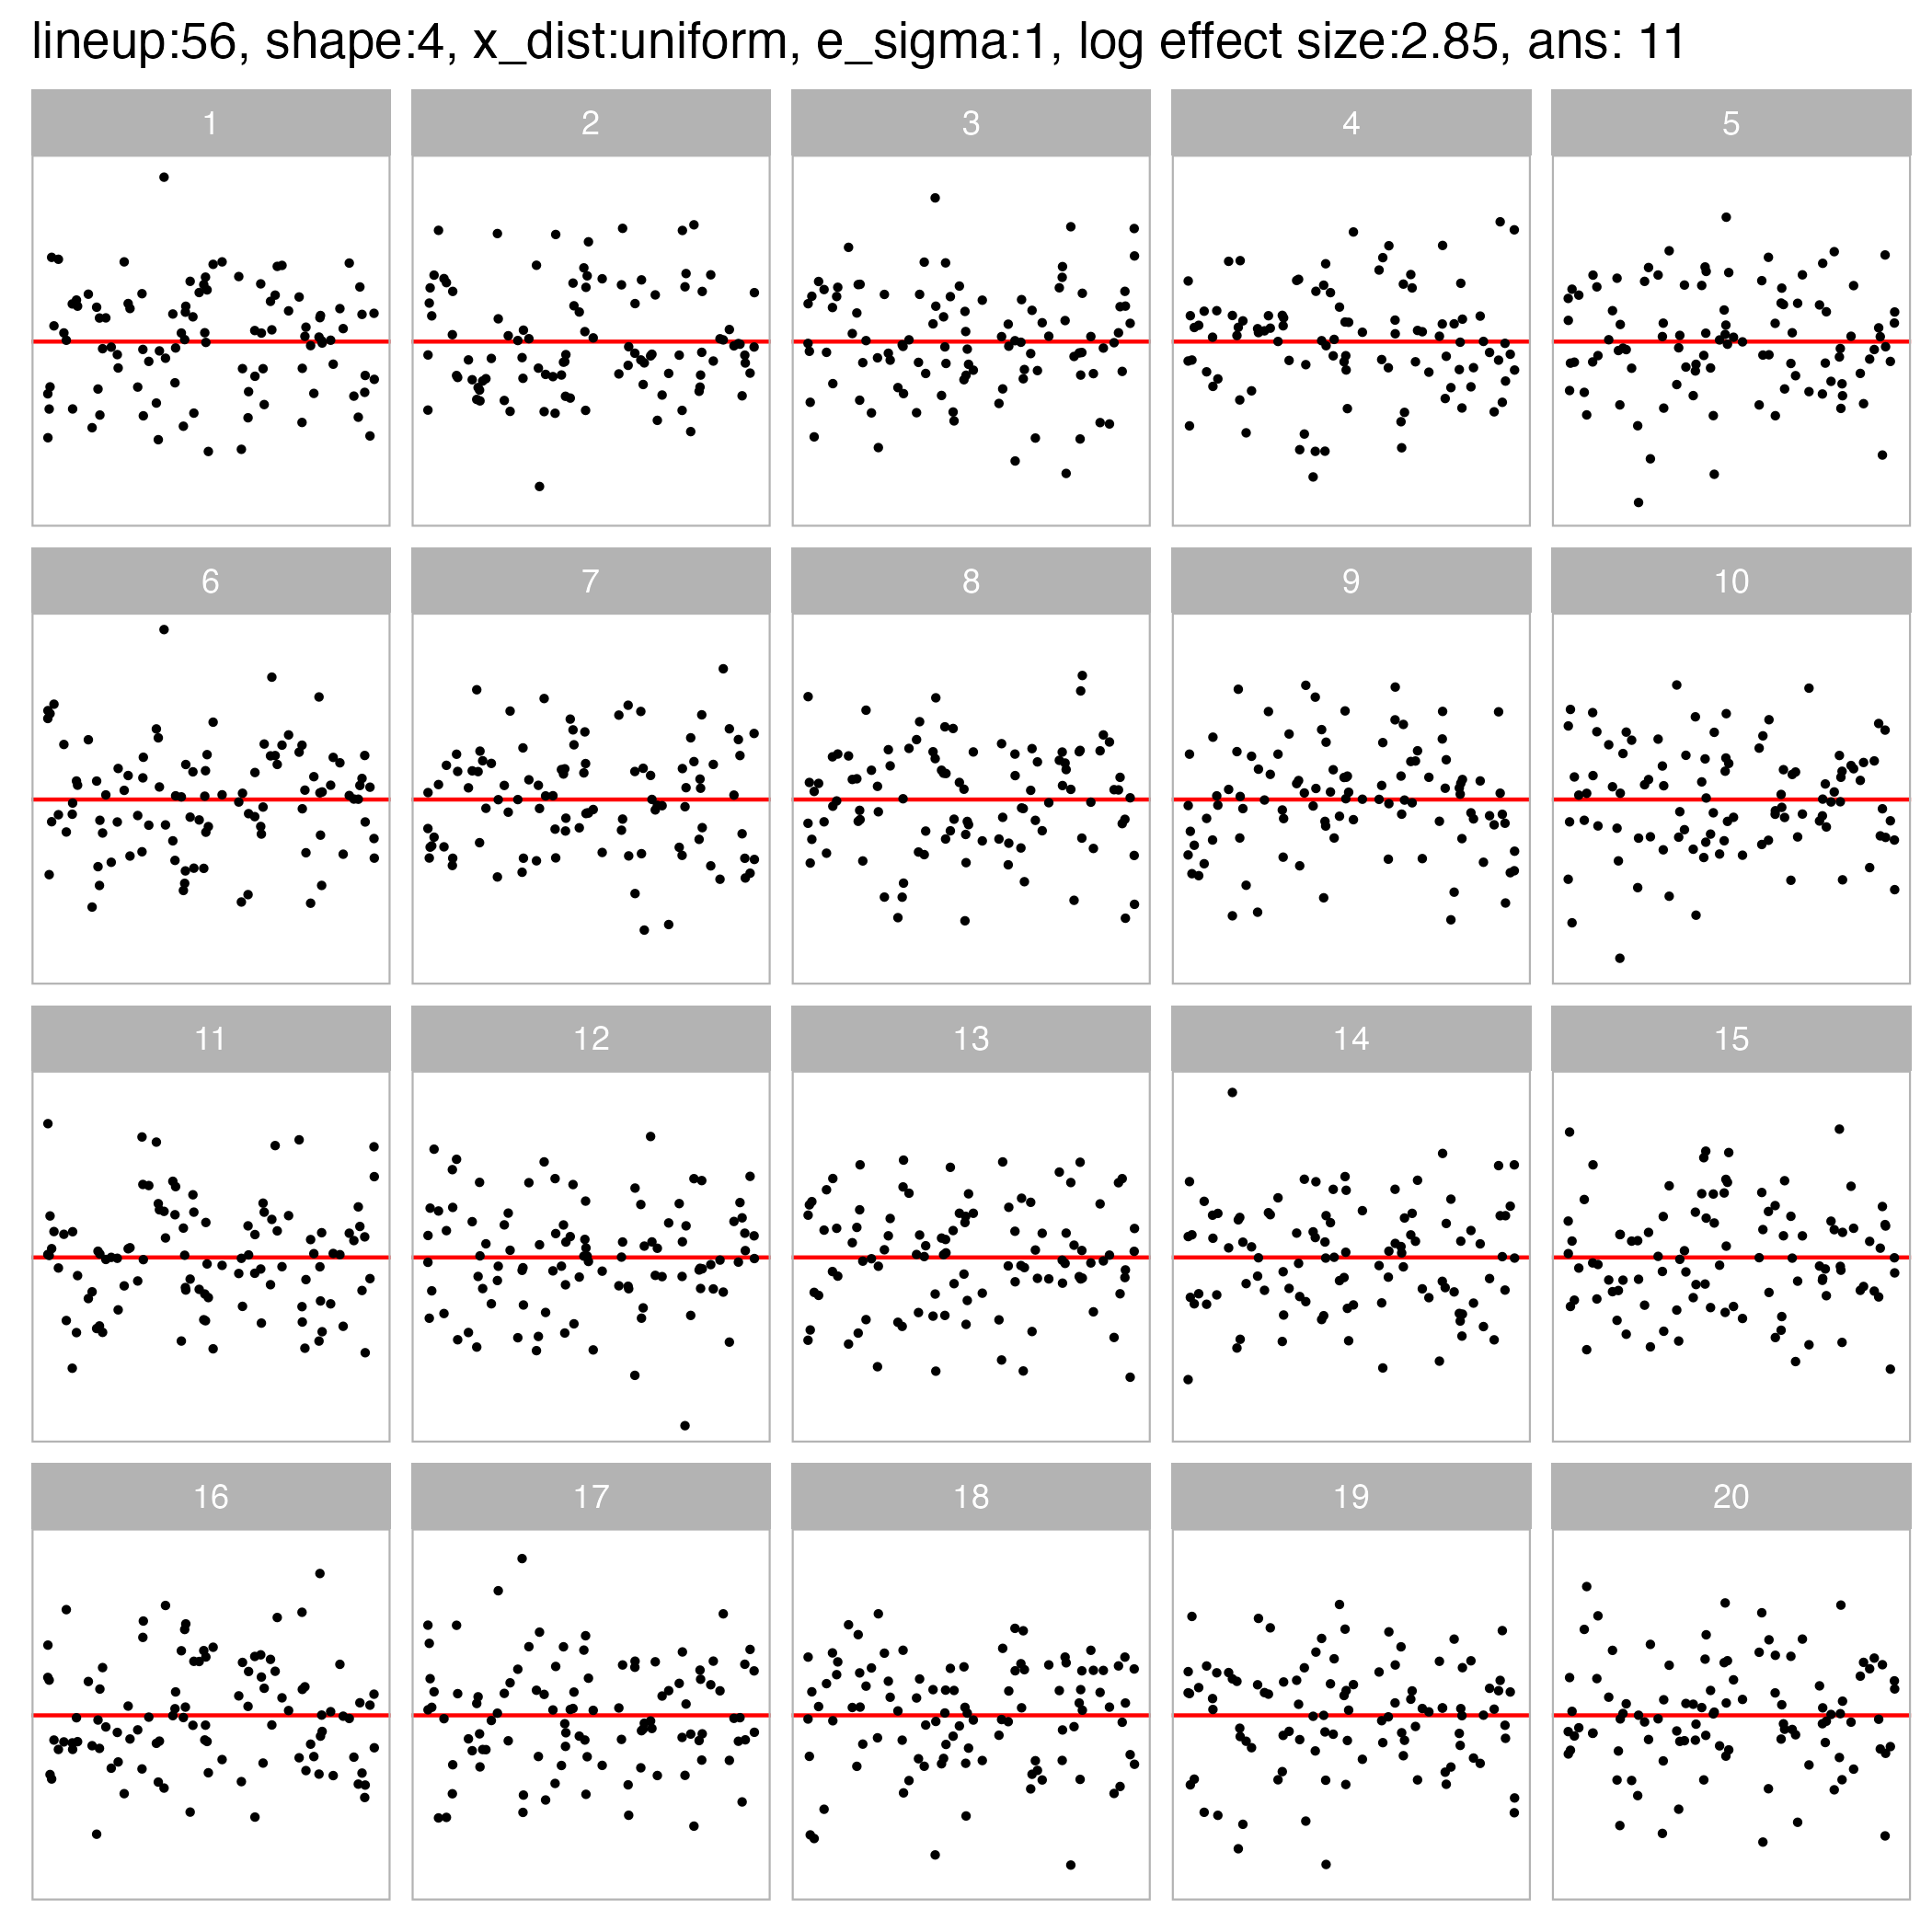 lineup:56, shape:4, x_dist:uniform, e_sigma:1, log effect size:2.85, ans: 11
1 2 3 4 5
6 7 8 9 10
11 12 13 14 15
16 17 18 19 20